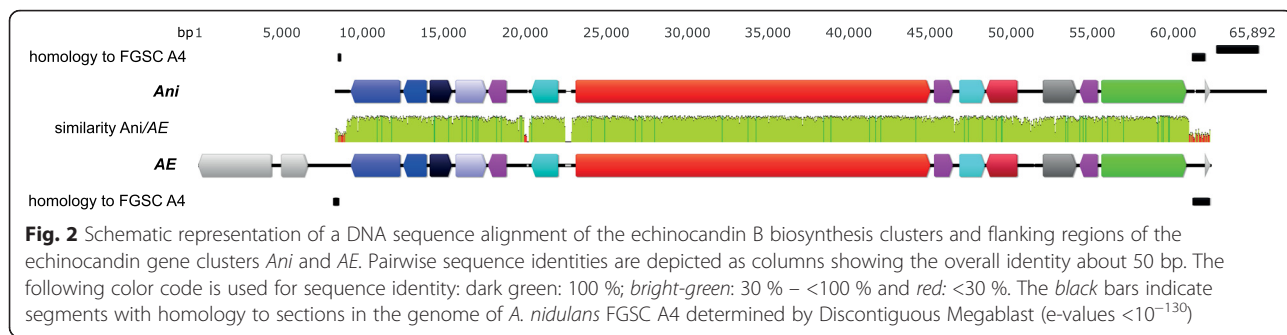 bp1 5,000 10,000 15,000 20,000 25,000 30,000 35,000 40,000 45,000 50,000 55,000 60,000 65,892
homology to FGSC A4
Ani
similarity Ani/AE
AE
homology to FGSC A4
Fig. 2 Schematic representation of a DNA sequence alignment of the echinocandin B biosynthesis clusters and flanking regions of the
echinocandin gene clusters Ani and AE. Pairwise sequence identities are depicted as columns showing the overall identity about 50 bp. The
following color code is used for sequence identity: dark green: 100 %; bright-green: 30 % – <100 % and red: <30 %. The black bars indicate
segments with homology to sections in the genome of A. nidulans FGSC A4 determined by Discontiguous Megablast (e-values <10⁻¹³⁰)